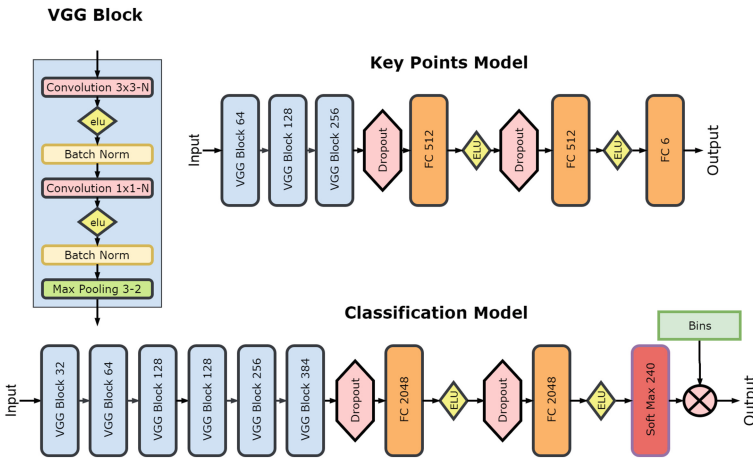 VGG Block
Convolution 3x3-N
elu
Batch Norm
Convolution 1x1-N
elu
Batch Norm
Max Pooling 3-2
Key Points Model
Input
VGG Block 64
VGG Block 128
VGG Block 256
Dropout
FC 512
ELU
Dropout
FC 512
ELU
FC 6
Output
Classification Model
Input
VGG Block 32
VGG Block 64
VGG Block 128
VGG Block 128
VGG Block 256
VGG Block 384
Dropout
FC 2048
ELU
Dropout
FC 2048
ELU
Soft Max 240
Bins
Output